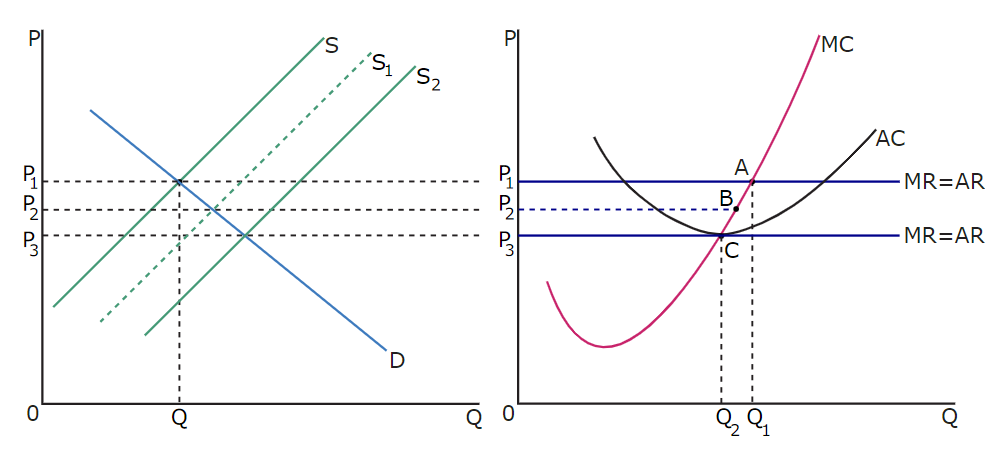 P
S
S₁
S₂
P₁
P₂
P₃
D
0
Q
Q
P
MC
AC
P₁
A
MR=AR
P₂
B
P₃
C
MR=AR
0
Q₂
Q₁
Q